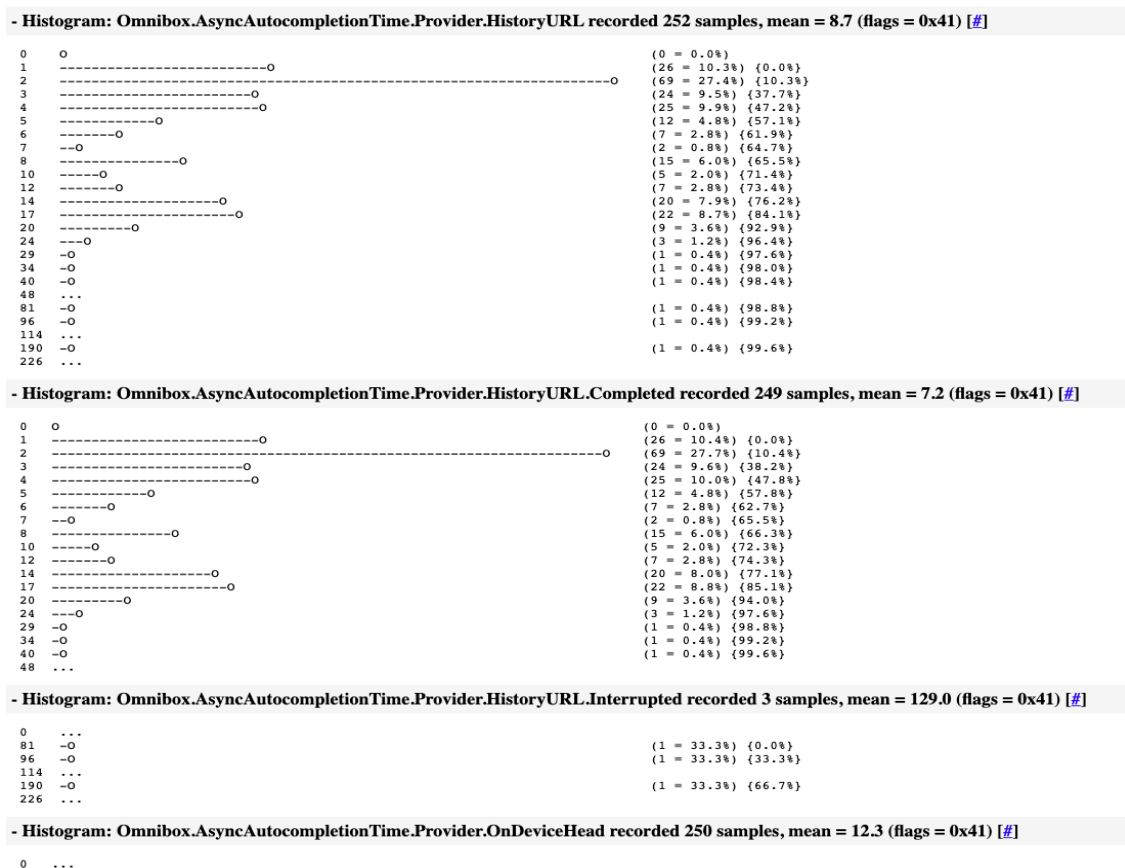 - Histogram: Omnibox.AsyncAutocompletionTime.Provider.HistoryURL recorded 252 samples, mean = 8.7 (flags = 0x41) [#]
0 O (0 = 0.0%)
1 -------------------------O (26 = 10.3%) {0.0%}
2 -------------------------------------------------------------------O (69 = 27.4%) {10.3%}
3 -----------------------O (24 = 9.5%) {37.7%}
4 ------------------------O (25 = 9.9%) {47.2%}
5 ------------O (12 = 4.8%) {57.1%}
6 -------O (7 = 2.8%) {61.9%}
7 --O (2 = 0.8%) {64.7%}
8 ---------------O (15 = 6.0%) {65.5%}
10 -----O (5 = 2.0%) {71.4%}
12 -------O (7 = 2.8%) {73.4%}
14 -------------------O (20 = 7.9%) {76.2%}
17 ---------------------O (22 = 8.7%) {84.1%}
20 ---------O (9 = 3.6%) {92.9%}
24 ---O (3 = 1.2%) {96.4%}
29 -O (1 = 0.4%) {97.6%}
34 -O (1 = 0.4%) {98.0%}
40 -O (1 = 0.4%) {98.4%}
48 ...
81 -O (1 = 0.4%) {98.8%}
96 -O (1 = 0.4%) {99.2%}
114 ...
190 -O (1 = 0.4%) {99.6%}
226 ...
- Histogram: Omnibox.AsyncAutocompletionTime.Provider.HistoryURL.Completed recorded 249 samples, mean = 7.2 (flags = 0x41) [#]
0 O (0 = 0.0%)
1 -------------------------O (26 = 10.4%) {0.0%}
2 -------------------------------------------------------------------O (69 = 27.7%) {10.4%}
3 -----------------------O (24 = 9.6%) {38.2%}
4 ------------------------O (25 = 10.0%) {47.8%}
5 ------------O (12 = 4.8%) {57.8%}
6 -------O (7 = 2.8%) {62.7%}
7 --O (2 = 0.8%) {65.5%}
8 ---------------O (15 = 6.0%) {66.3%}
10 -----O (5 = 2.0%) {72.3%}
12 -------O (7 = 2.8%) {74.3%}
14 -------------------O (20 = 8.0%) {77.1%}
17 ---------------------O (22 = 8.8%) {85.1%}
20 ---------O (9 = 3.6%) {94.0%}
24 ---O (3 = 1.2%) {97.6%}
29 -O (1 = 0.4%) {98.8%}
34 -O (1 = 0.4%) {99.2%}
40 -O (1 = 0.4%) {99.6%}
48 ...
- Histogram: Omnibox.AsyncAutocompletionTime.Provider.HistoryURL.Interrupted recorded 3 samples, mean = 129.0 (flags = 0x41) [#]
0 ...
81 -O (1 = 33.3%) {0.0%}
96 -O (1 = 33.3%) {33.3%}
114 ...
190 -O (1 = 33.3%) {66.7%}
226 ...
- Histogram: Omnibox.AsyncAutocompletionTime.Provider.OnDeviceHead recorded 250 samples, mean = 12.3 (flags = 0x41) [#]
0 ...